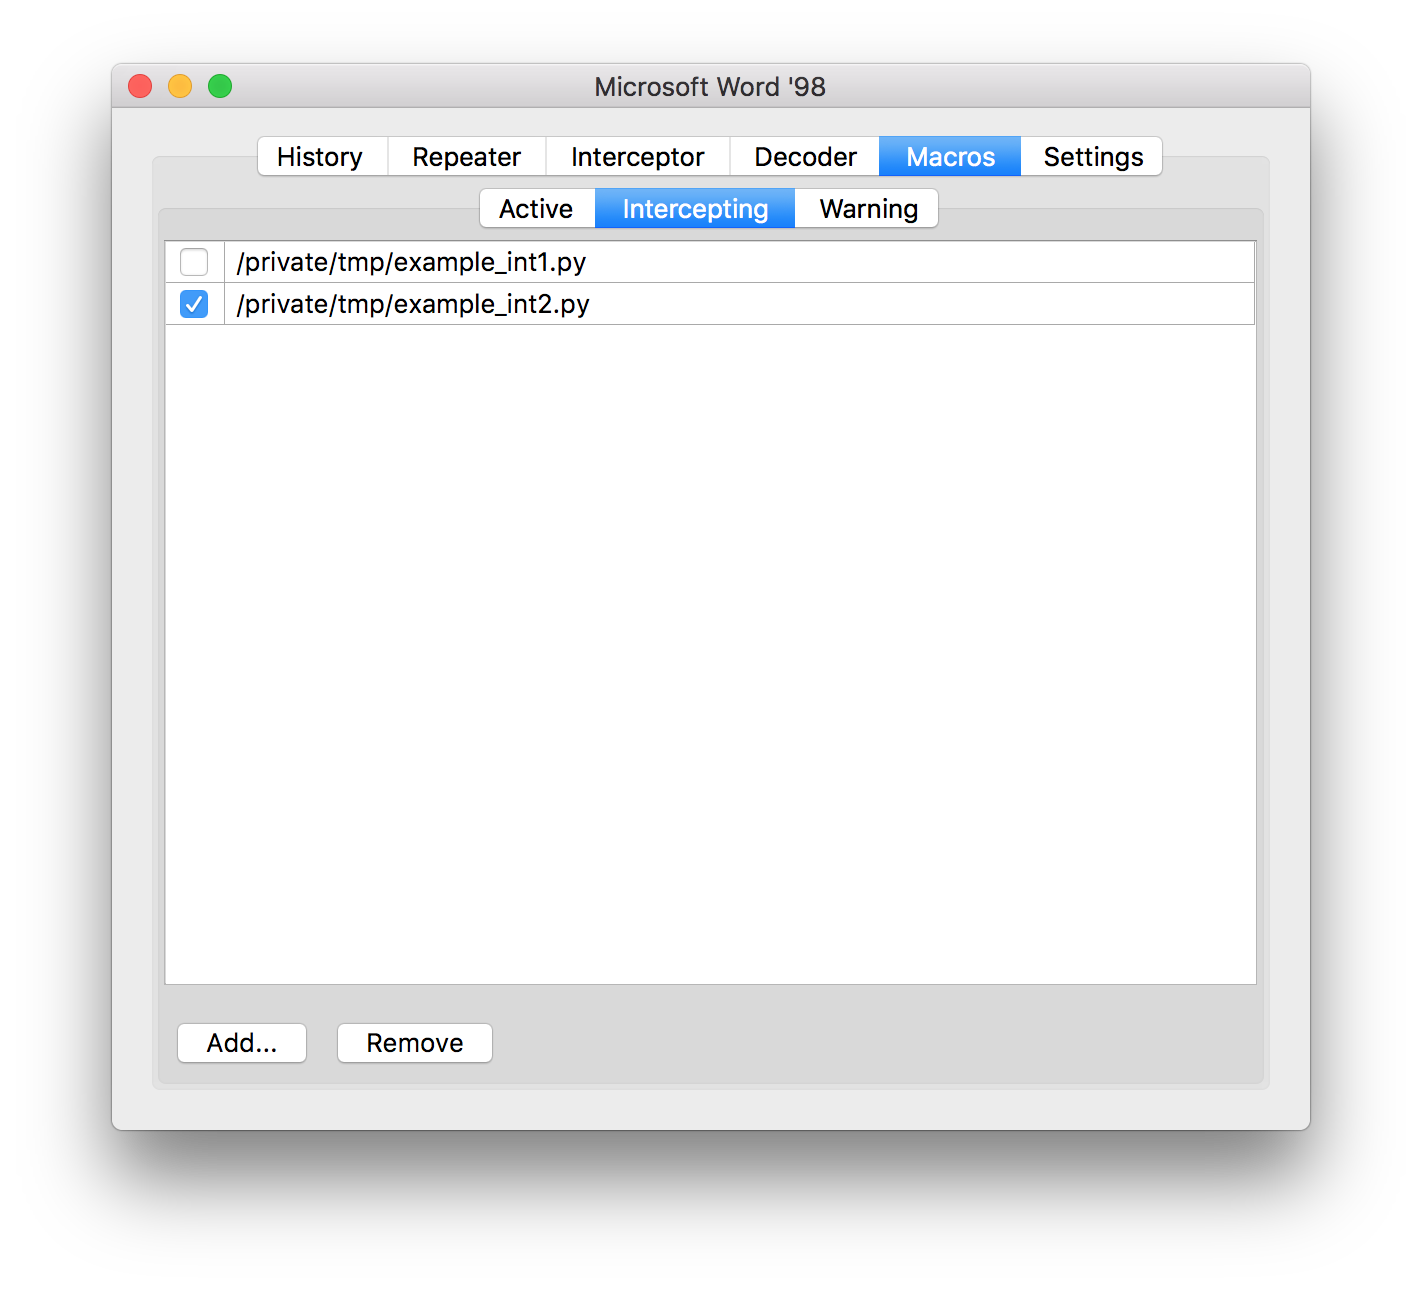 Microsoft Word '98
History Repeater Interceptor Decoder Macros Settings
Active Intercepting Warning
/private/tmp/example_int1.py
/private/tmp/example_int2.py
Add... Remove